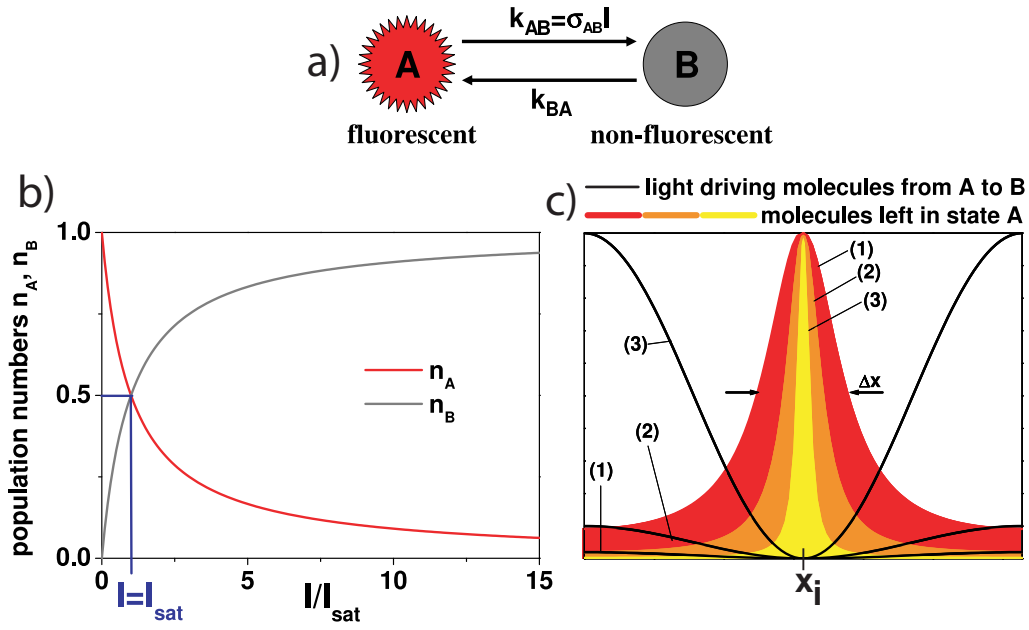 a)
k_AB=σ_ABI
A
B
k_BA
fluorescent
non-fluorescent
b)
population numbers n_A, n_B
1.0
0.5
0.0
n_A
n_B
0
5
10
15
I=I_sat
I/I_sat
c)
light driving molecules from A to B
molecules left in state A
(1)
(2)
(3)
(3)
Δx
(2)
(1)
x_i